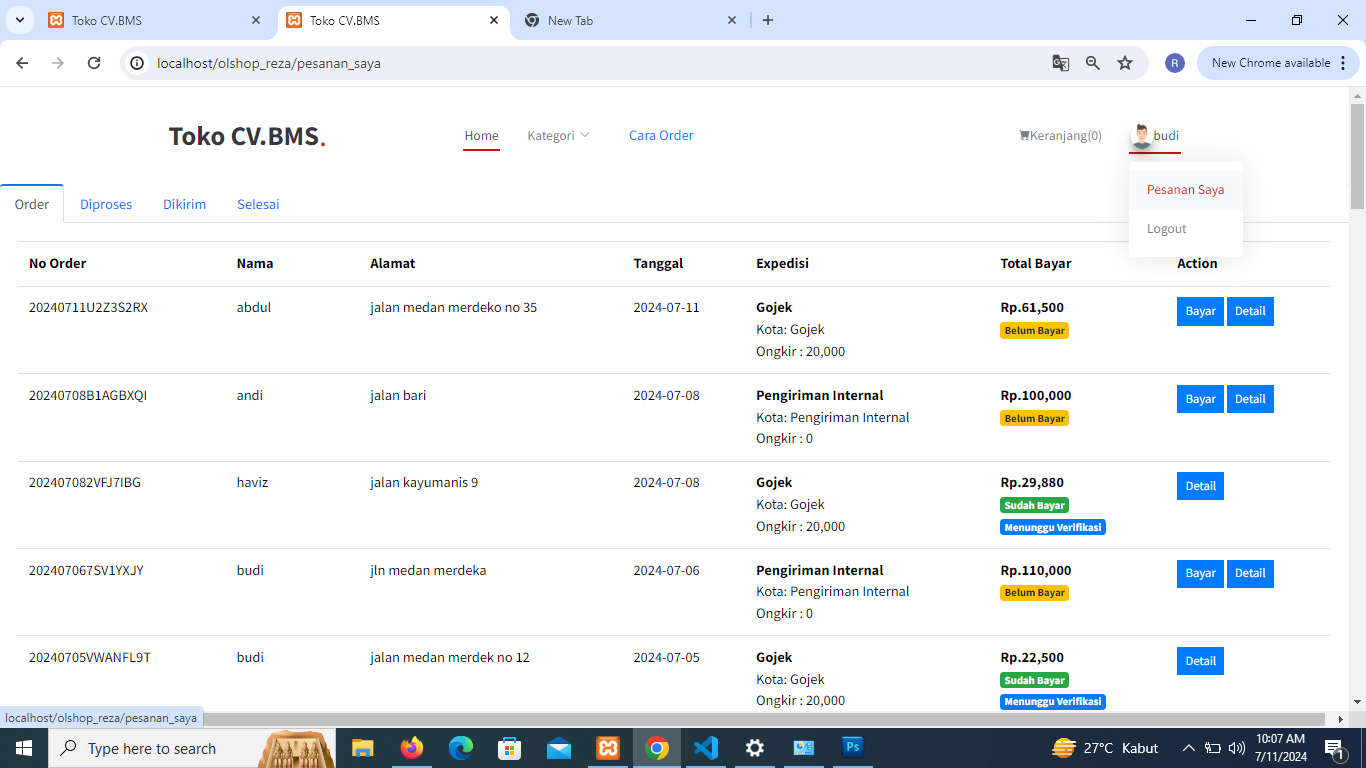 Toko CV.BMS
Toko CV.BMS
New Tab
localhost/olshop_reza/pesanan_saya
R
New Chrome available
Toko CV.BMS.
Home
Kategori
Cara Order
Keranjang(0)
budi
Pesanan Saya
Logout
Order
Diproses
Dikirim
Selesai
No Order Nama Alamat Tanggal Expedisi Total Bayar Action
20240711U2Z3S2RX abdul jalan medan merdeko no 35 2024-07-11 Gojek Rp.61,500 Bayar Detail
Kota: Gojek Belum Bayar
Ongkir : 20,000
20240708B1AGBXQI andi jalan bari 2024-07-08 Pengiriman Internal Rp.100,000 Bayar Detail
Kota: Pengiriman Internal Belum Bayar
Ongkir : 0
202407082VFJ7IBG haviz jalan kayumanis 9 2024-07-08 Gojek Rp.29,880 Detail
Kota: Gojek Sudah Bayar
Ongkir : 20,000 Menunggu Verifikasi
202407067SV1YXJY budi jln medan merdeka 2024-07-06 Pengiriman Internal Rp.110,000 Bayar Detail
Kota: Pengiriman Internal Belum Bayar
Ongkir : 0
20240705VWANFL9T budi jalan medan merdek no 12 2024-07-05 Gojek Rp.22,500 Detail
Kota: Gojek Sudah Bayar
Ongkir : 20,000 Menunggu Verifikasi
localhost/olshop_reza/pesanan_saya
Type here to search
Ps
27°C Kabut
10:07 AM
7/11/2024
1